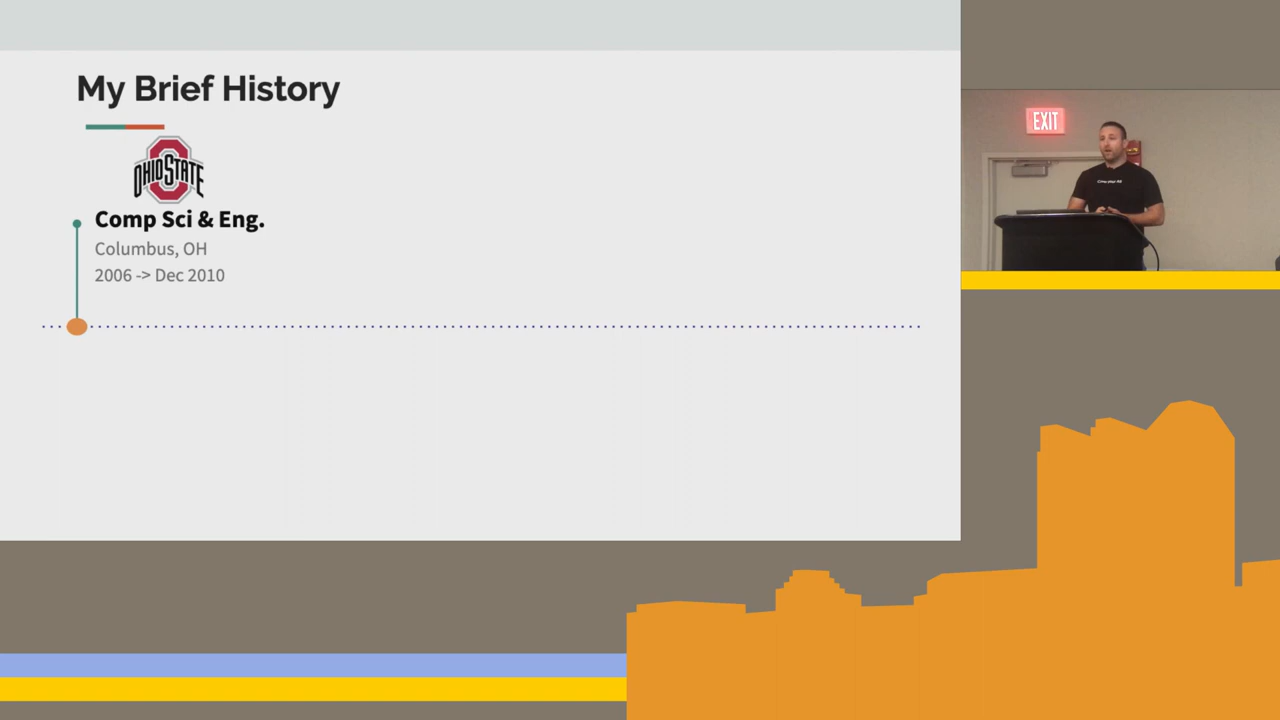 My Brief History
OHIO STATE
Comp Sci & Eng.
Columbus, OH
2006 -> Dec 2010
EXIT